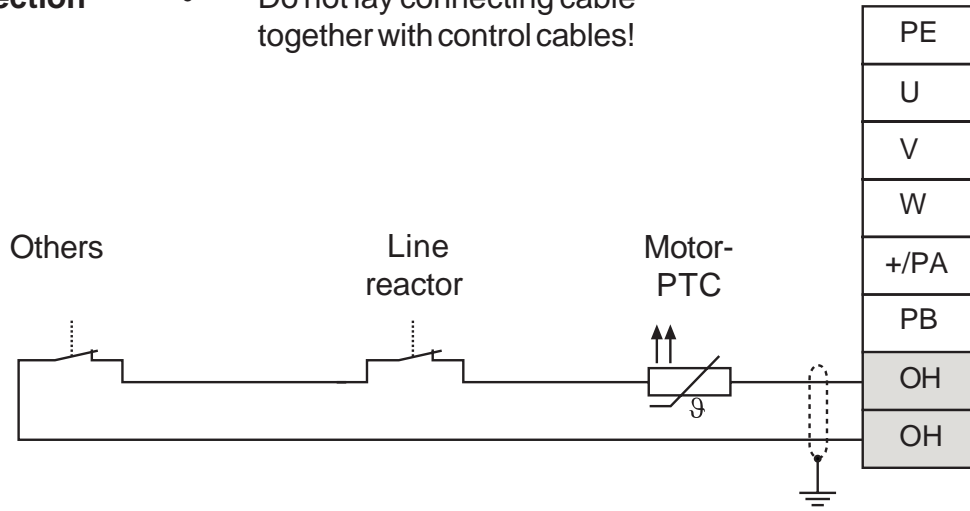 Do not lay connecting cable
together with control cables!
PE
U
V
W
+/PA
PB
OH
OH
Others
Line
reactor
Motor-
PTC
ϑ